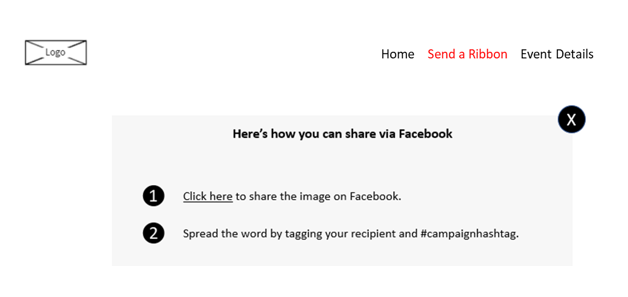 Logo
Home Send a Ribbon Event Details
X
Here's how you can share via Facebook
1 Click here to share the image on Facebook.
2 Spread the word by tagging your recipient and #campaignhashtag.